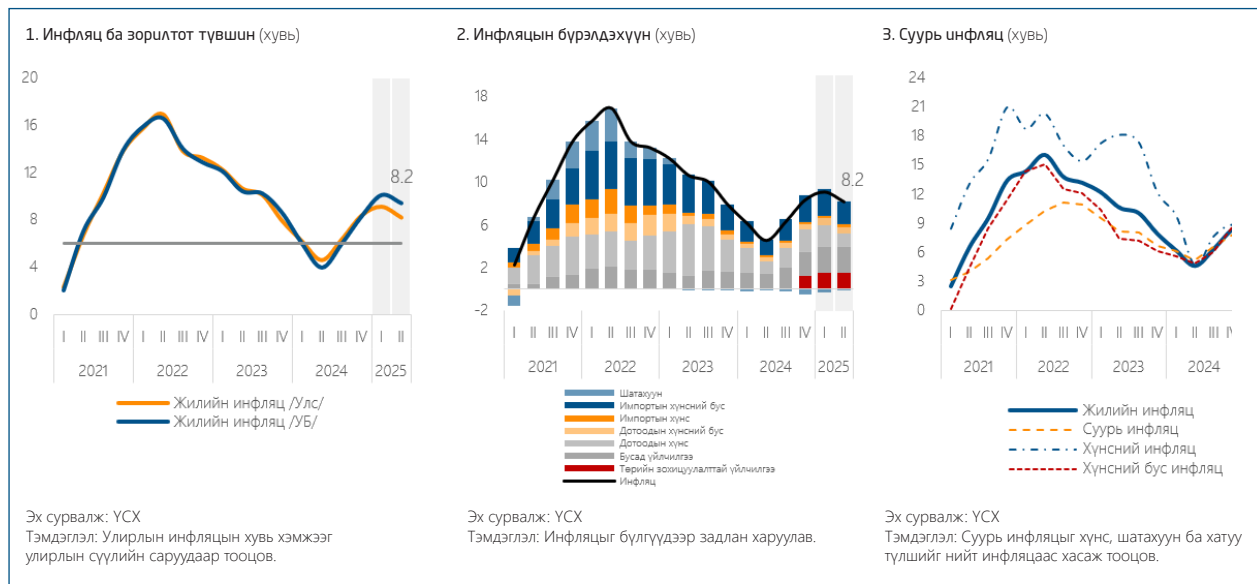 1. Инфляц ба зорилтот түвшин (хувь)
20
16
12
8
4
0
8.2
I II III IV I II III IV I II III IV I II III IV I II
2021 2022 2023 2024 2025
Жилийн инфляц /Улс/
Жилийн инфляц /УБ/
Эх сурвалж: ҮСХ
Тэмдэглэл: Улирлын инфляцын хувь хэмжээг
улирлын сүүлийн саруудаар тооцов.
2. Инфляцын бүрэлдэхүүн (хувь)
18
14
10
6
2
-2
8.2
I II III IV I II III IV I II III IV I II III IV I II
2021 2022 2023 2024 2025
Шатахуун
Импортын хүнсний бус
Импортын хүнс
Дотоодын хүнсний бус
Дотоодын хүнс
Бусад үйлчилгээ
Төрийн зохицуулалттай үйлчилгээ
Инфляц
Эх сурвалж: ҮСХ
Тэмдэглэл: Инфляцыг бүлгүүдээр задлан харуулав.
3. Суурь инфляц (хувь)
24
21
18
15
12
9
6
3
0
I II III IV I II III IV I II III IV I II III
2021 2022 2023 2024
Жилийн инфляц
Суурь инфляц
Хүнсний инфляц
Хүнсний бус инфляц
Эх сурвалж: ҮСХ
Тэмдэглэл: Суурь инфляцыг хүнс, шатахуун ба хатуу
түлшийг нийт инфляцаас хасаж тооцов.